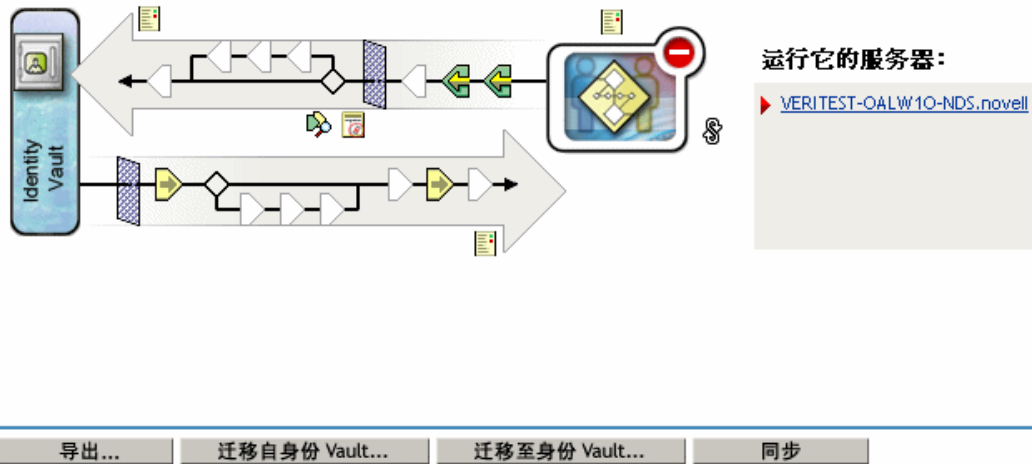 Identity Vault
运行它的服务器:
VERITEST-OALW1O-NDS.novell
导出...
迁移自身份 Vault...
迁移至身份 Vault...
同步